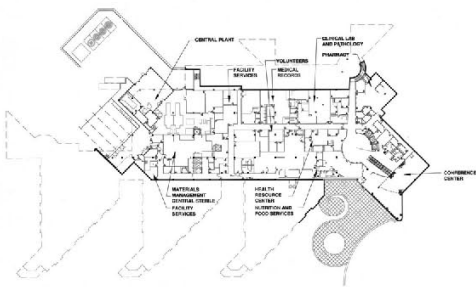 CENTRAL PLANT
FACILITY
SERVICES
VOLUNTEERS
MEDICAL
RECORDS
CLINICAL LAB
AND PATHOLOGY
PHARMACY
MATERIALS
MANAGEMENT
CENTRAL STERILE
FACILITY
SERVICES
HEALTH
RESOURCE
CENTER
NUTRITION AND
FOOD SERVICES
CONFERENCE
CENTER